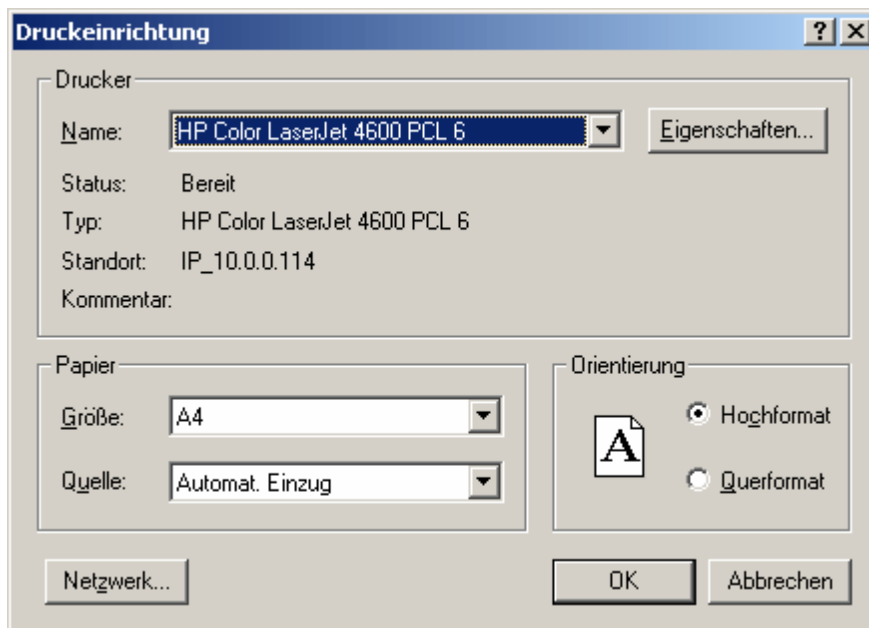 Druckeinrichtung
Drucker
Name: HP Color LaserJet 4600 PCL 6 Eigenschaften...
Status: Bereit
Typ: HP Color LaserJet 4600 PCL 6
Standort: IP_10.0.0.114
Kommentar:
Papier
Größe: A4
Quelle: Automat. Einzug
Orientierung
A
Hochformat
Querformat
Netzwerk... OK Abbrechen